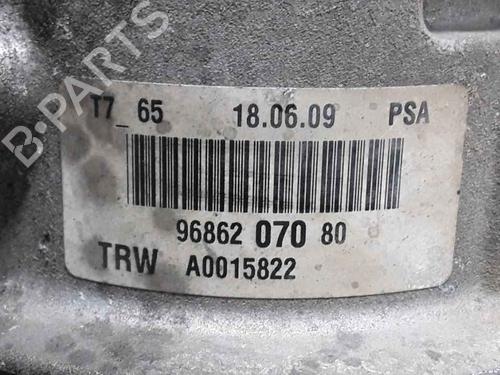 B-PARTS
T7_65 18.06.09 PSA
96862 070 80
TRW A0015822